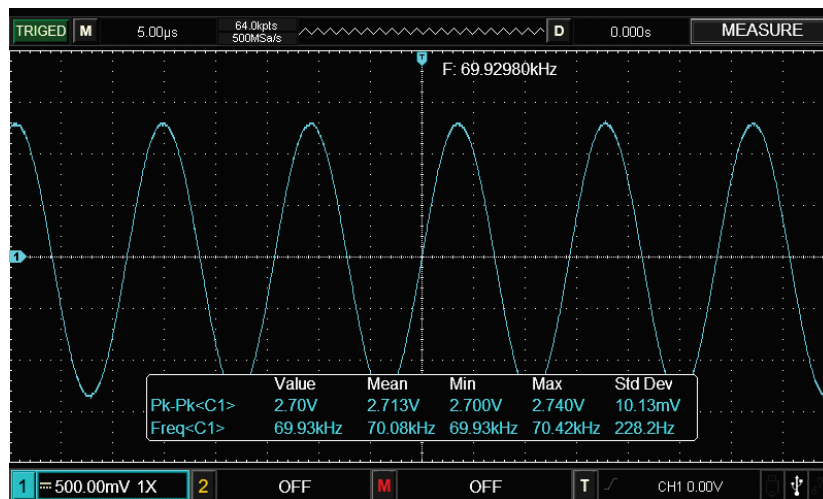 TRIGED M 5.00μs 64.0kpts 500MSa/s D 0.000s MEASURE
T
F: 69.92980kHz
1
Value Mean Min Max Std Dev
Pk-Pk<C1> 2.70V 2.713V 2.700V 2.740V 10.13mV
Freq<C1> 69.93kHz 70.08kHz 69.93kHz 70.42kHz 228.2Hz
1 500.00mV 1X 2 OFF M OFF T CH1 0.00V